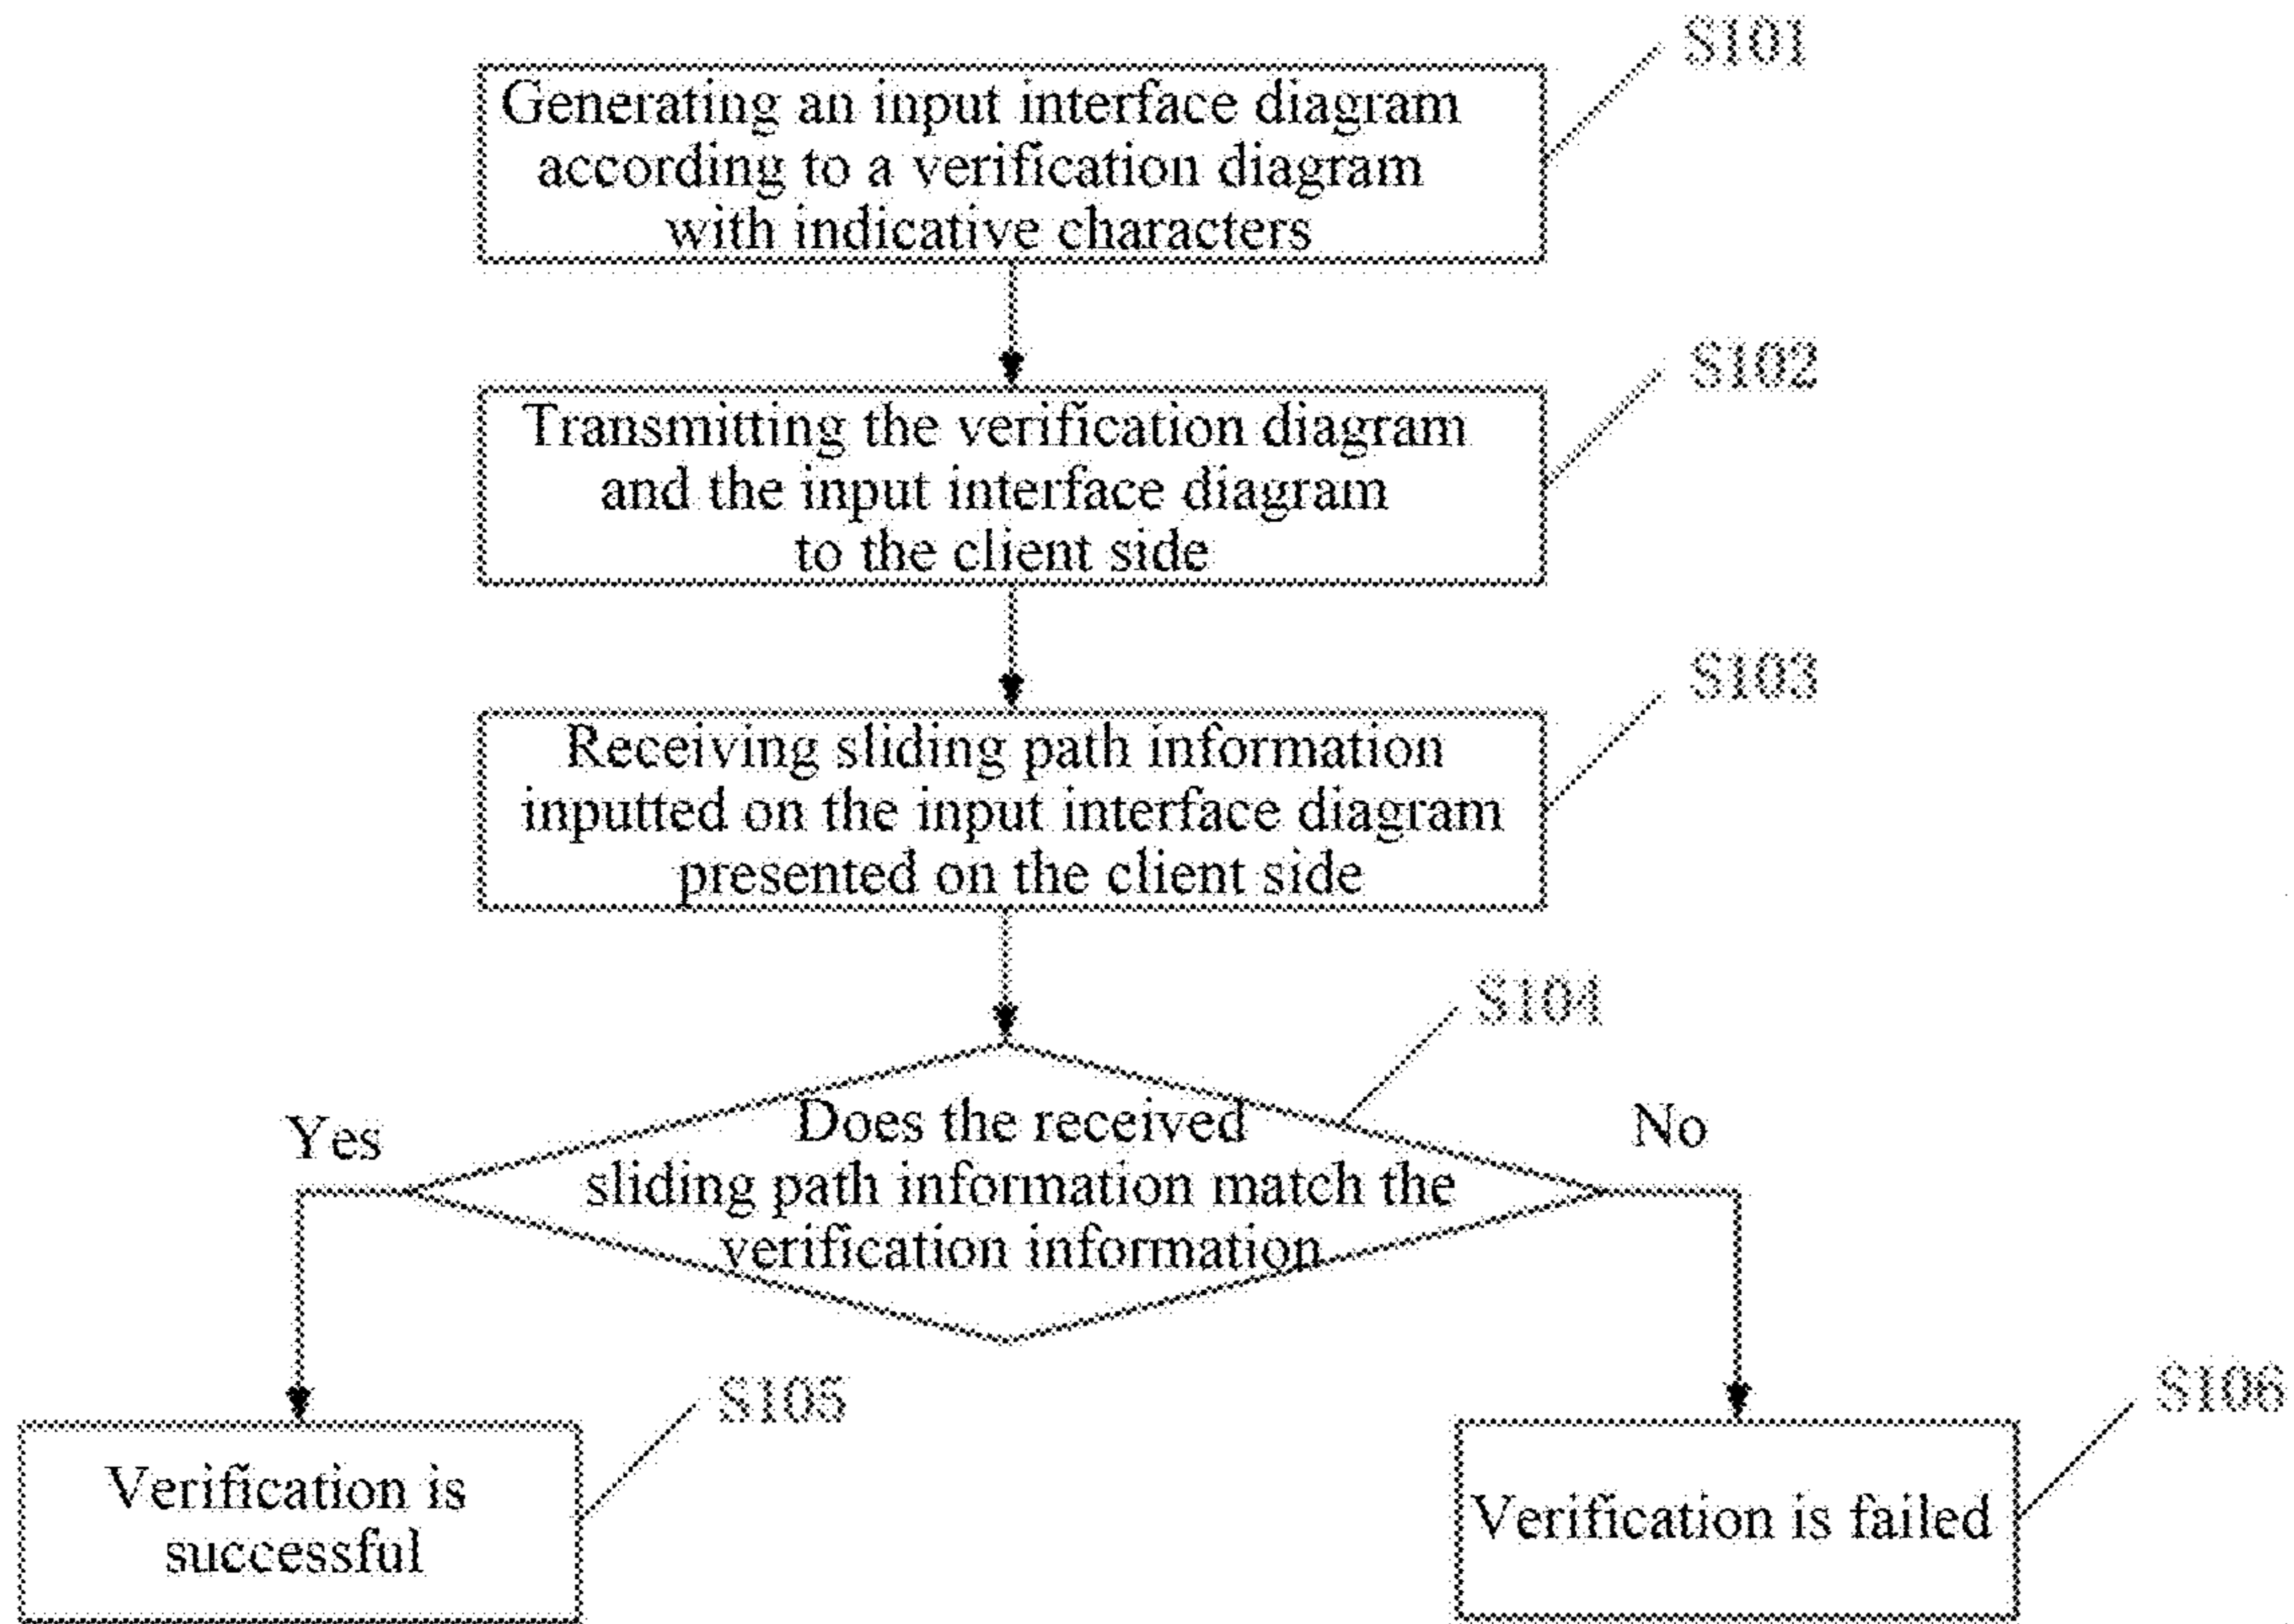 S101
Generating an input interface diagram
according to a verification diagram
with indicative characters
S102
Transmitting the verification diagram
and the input interface diagram
to the client side
S103
Receiving sliding path information
inputted on the input interface diagram
presented on the client side
S104
Yes
Does the received
No
sliding path information match the
verification information
S105
S106
Verification is
successful
Verification is failed